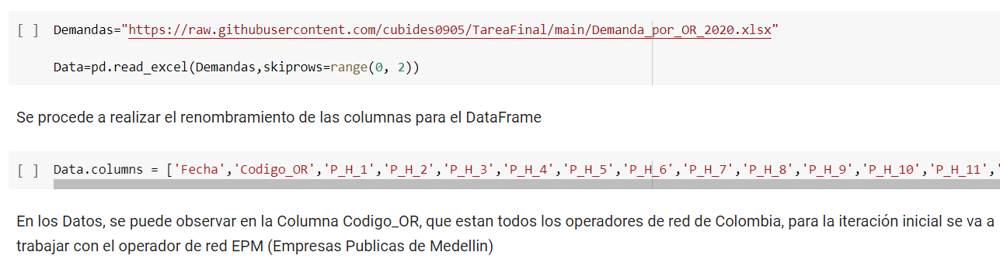 [ ] Demandas="https://raw.githubusercontent.com/cubides0905/TareaFinal/main/Demanda_por_OR_2020.xlsx"
Data=pd.read_excel(Demandas,skiprows=range(0, 2))
Se procede a realizar el renombramiento de las columnas para el DataFrame
[ ] Data.columns = ['Fecha','Codigo_OR','P_H_1','P_H_2','P_H_3','P_H_4','P_H_5','P_H_6','P_H_7','P_H_8','P_H_9','P_H_10','P_H_11','
En los Datos, se puede observar en la Columna Codigo_OR, que estan todos los operadores de red de Colombia, para la iteración inicial se va a
trabajar con el operador de red EPM (Empresas Publicas de Medellin)